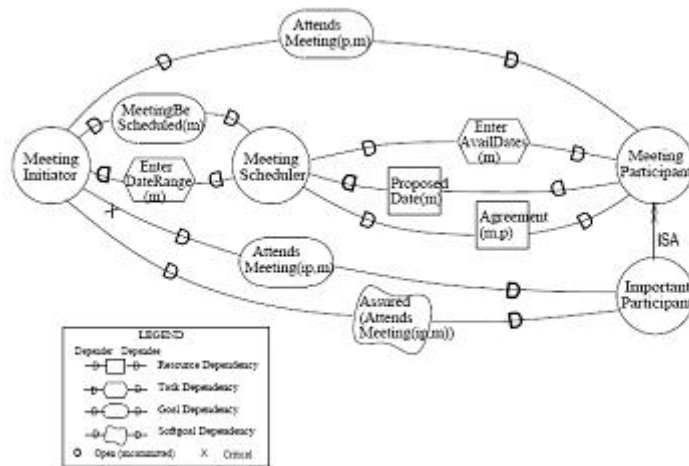 Attends
Meeting(p,m)
MeetingBe
Scheduled(m)
Enter
AvailDates
(m)
Meeting
Initiator
Enter
DateRange
(m)
Meeting
Scheduler
Proposed
Date(m)
Meeting
Participant
Agreement
(m,p)
X
ISA
Attends
Meeting(ip,m)
Important
Participant
Assured
(Attends
Meeting(ip,m))
LEGEND
Depender Dependee
Resource Dependency
Task Dependency
Goal Dependency
Softgoal Dependency
O Open (uncommitted) X Critical